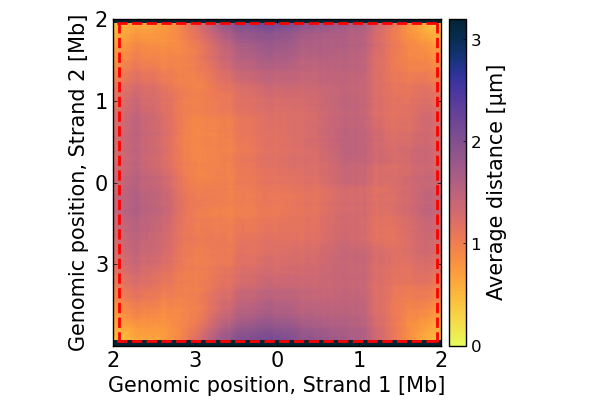 2
1
0
3
Genomic position, Strand 2 [Mb]
2 3 0 1 2
Genomic position, Strand 1 [Mb]
3
2
1
0
Average distance [μm]